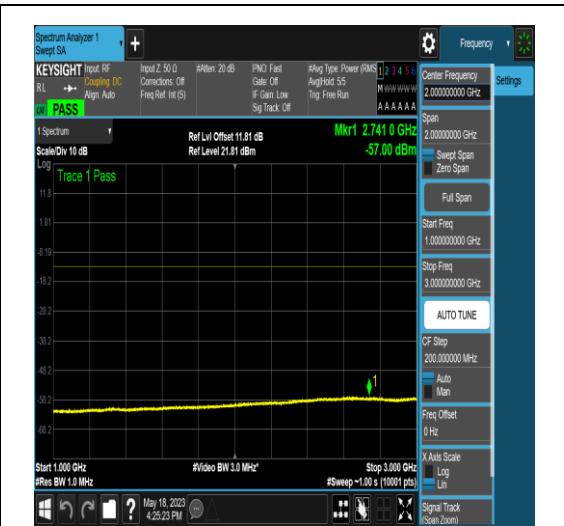 Spectrum Analyzer 1
Swept SA
+
Frequency
KEYSIGHT
RL
PASS
Input: RF
Coupling: DC
Align: Auto
Input Z: 50 Ω
Corrections: Off
Freq Ref: Int (S)
#Atten: 20 dB
PNO: Fast
Gate: Off
IF Gain: Low
Sig Track: Off
#Avg Type: Power (RMS
Avg|Hold: 5/5
Trig: Free Run
1 2 3 4 5 6
M W W W W W
A A A A A A
1 Spectrum
Scale/Div 10 dB
Ref Lvl Offset 11.81 dB
Ref Level 21.81 dBm
Mkr1 2.741 0 GHz
-57.00 dBm
Log
Trace 1 Pass
11.8
1.81
-8.19
-18.2
-28.2
-38.2
-48.2
-58.2
-68.2
1
Start 1.000 GHz
#Res BW 1.0 MHz
#Video BW 3.0 MHz*
Stop 3.000 GHz
#Sweep ~1.00 s (10001 pts)
?
May 18, 2023
4:25:23 PM
Center Frequency
2.000000000 GHz
Settings
Span
2.00000000 GHz
Swept Span
Zero Span
Full Span
Start Freq
1.000000000 GHz
Stop Freq
3.000000000 GHz
AUTO TUNE
CF Step
200.000000 MHz
Auto
Man
Freq Offset
0 Hz
X Axis Scale
Log
Lin
Signal Track
(Span Zoom)